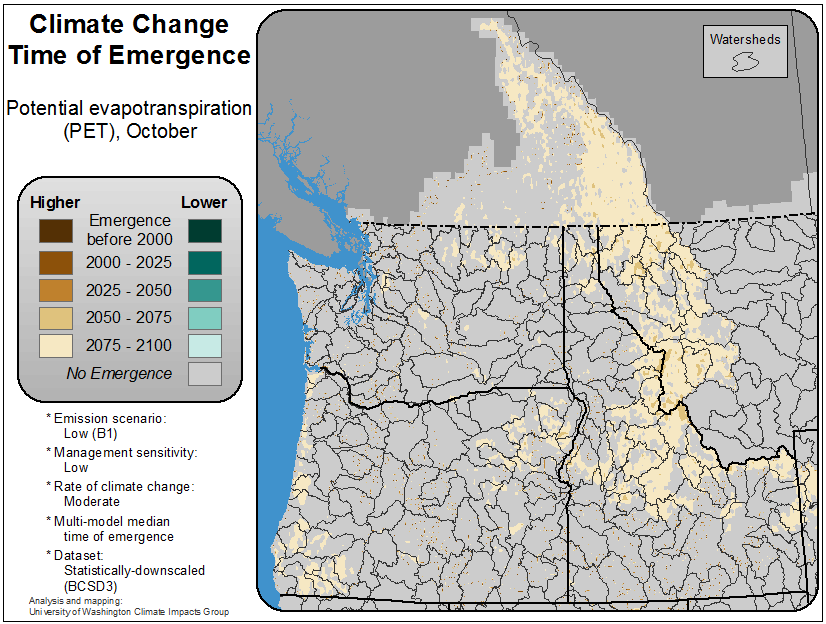 Climate Change
Time of Emergence
Potential evapotranspiration
(PET), October
Higher
Lower
Emergence
before 2000
2000 - 2025
2025 - 2050
2050 - 2075
2075 - 2100
No Emergence
* Emission scenario:
Low (B1)
* Management sensitivity:
Low
* Rate of climate change:
Moderate
* Multi-model median
time of emergence
* Dataset:
Statistically-downscaled
(BCSD3)
Analysis and mapping:
University of Washington Climate Impacts Group
Watersheds